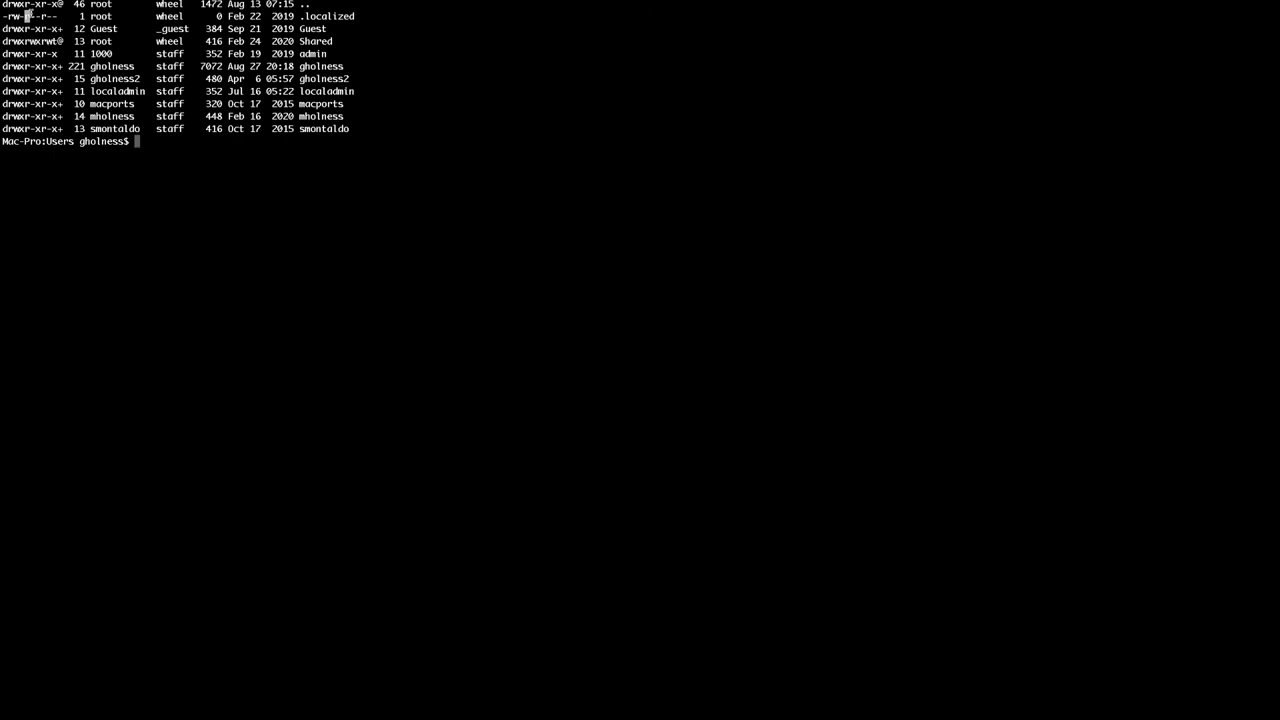 drwxr-xr-x@  46 root       wheel   1472 Aug 13 07:15 ..
-rw-r--r--    1 root       wheel      0 Feb 22  2019 .localized
drwxr-xr-x+  12 Guest      _guest   384 Sep 21  2019 Guest
drwxrwxrwt@  13 root       wheel    416 Feb 24  2020 Shared
drwxr-xr-x   11 1000       staff    352 Feb 19  2019 admin
drwxr-xr-x+ 221 gholness   staff   7072 Aug 27 20:18 gholness
drwxr-xr-x+  15 gholness2  staff    480 Apr  6 05:57 gholness2
drwxr-xr-x+  11 localadmin staff    352 Jul 16 05:22 localadmin
drwxr-xr-x+  10 macports   staff    320 Oct 17  2015 macports
drwxr-xr-x+  14 mholness   staff    448 Feb 16  2020 mholness
drwxr-xr-x+  13 smontaldo  staff    416 Oct 17  2015 smontaldo
Mac-Pro:Users gholness$